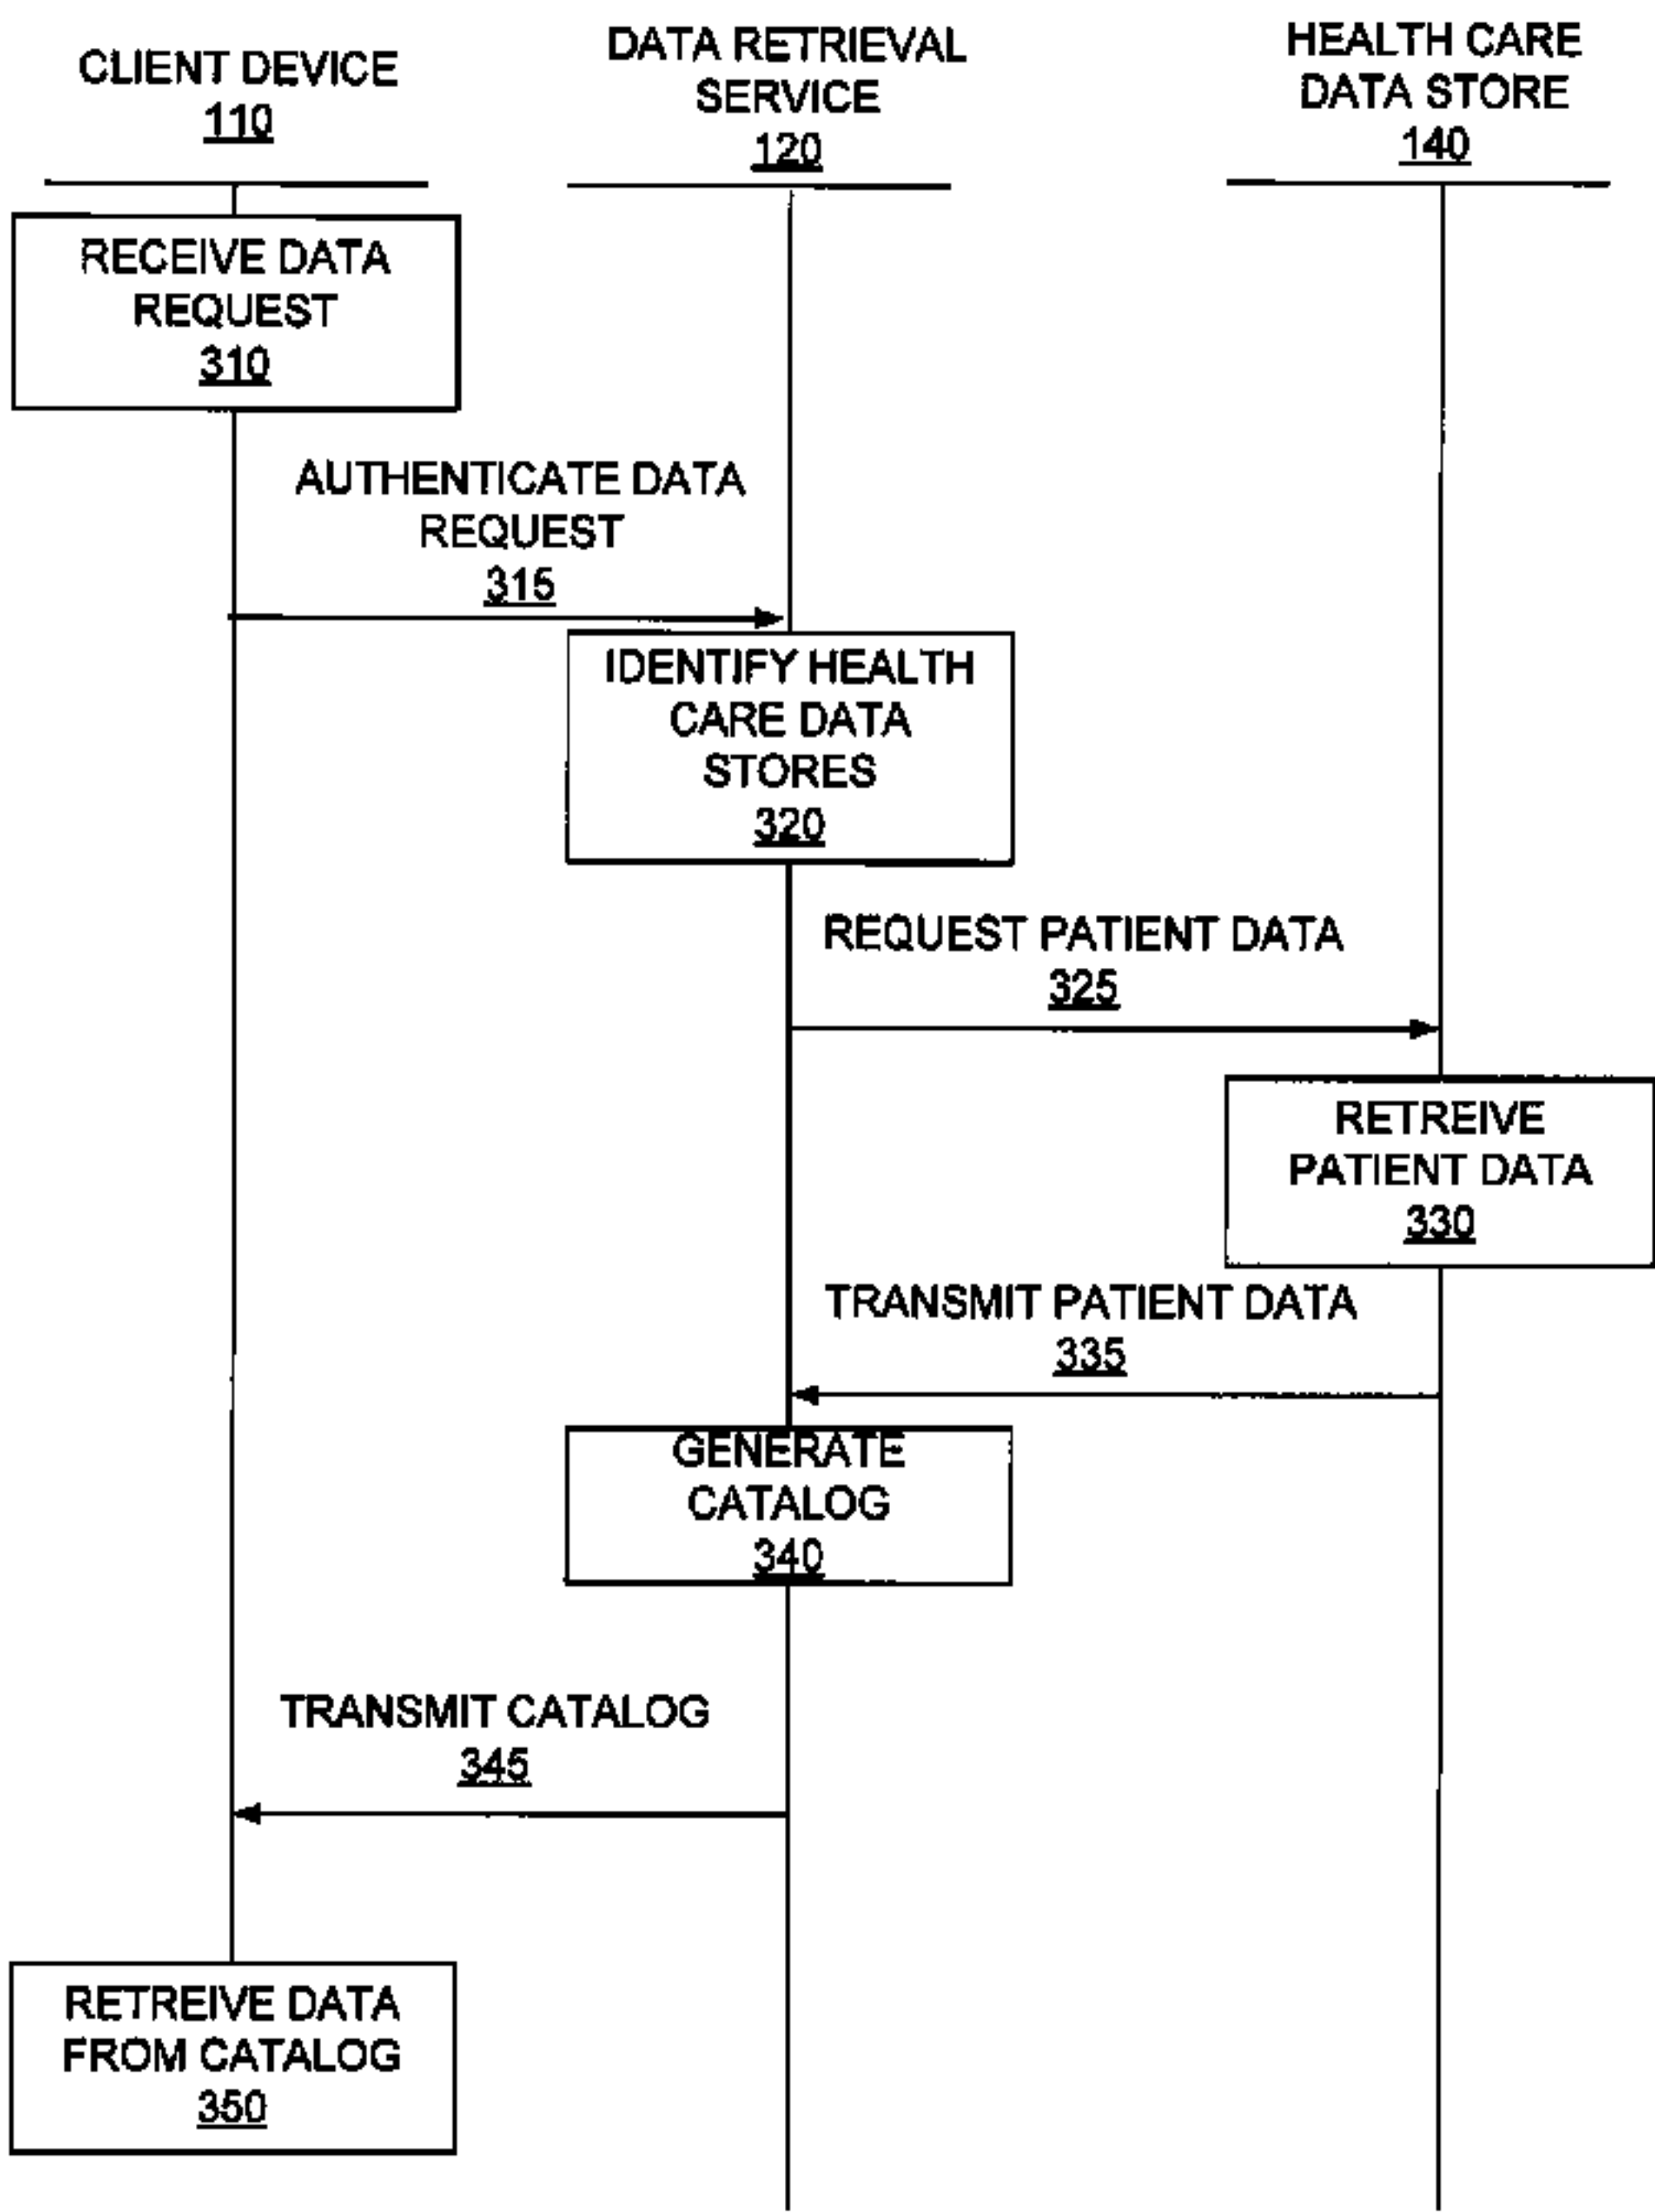 CLIENT DEVICE
110
DATA RETRIEVAL
SERVICE
120
HEALTH CARE
DATA STORE
140
RECEIVE DATA
REQUEST
310
AUTHENTICATE DATA
REQUEST
315
IDENTIFY HEALTH
CARE DATA
STORES
320
REQUEST PATIENT DATA
325
RETREIVE
PATIENT DATA
330
TRANSMIT PATIENT DATA
335
GENERATE
CATALOG
340
TRANSMIT CATALOG
345
RETREIVE DATA
FROM CATALOG
350